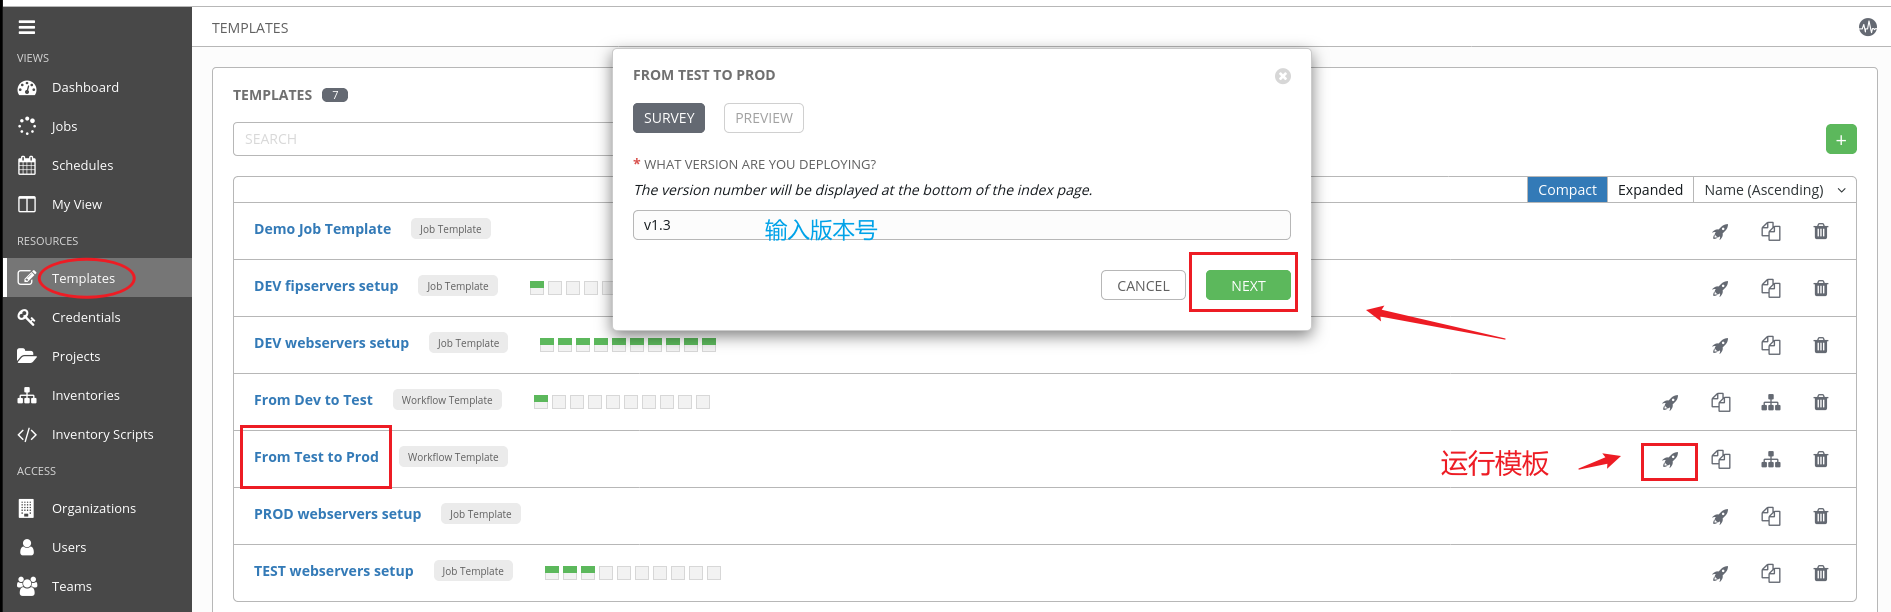 TEMPLATES
VIEWS
Dashboard
Jobs
Schedules
My View
RESOURCES
Templates
Credentials
Projects
Inventories
Inventory Scripts
ACCESS
Organizations
Users
Teams
TEMPLATES 7
SEARCH
+
Compact Expanded Name (Ascending)
Demo Job Template Job Template
DEV fipservers setup Job Template
DEV webservers setup Job Template
From Dev to Test Workflow Template
From Test to Prod Workflow Template
运行模板
PROD webservers setup Job Template
TEST webservers setup Job Template
FROM TEST TO PROD
SURVEY PREVIEW
* WHAT VERSION ARE YOU DEPLOYING?
The version number will be displayed at the bottom of the index page.
v1.3 输入版本号
CANCEL NEXT